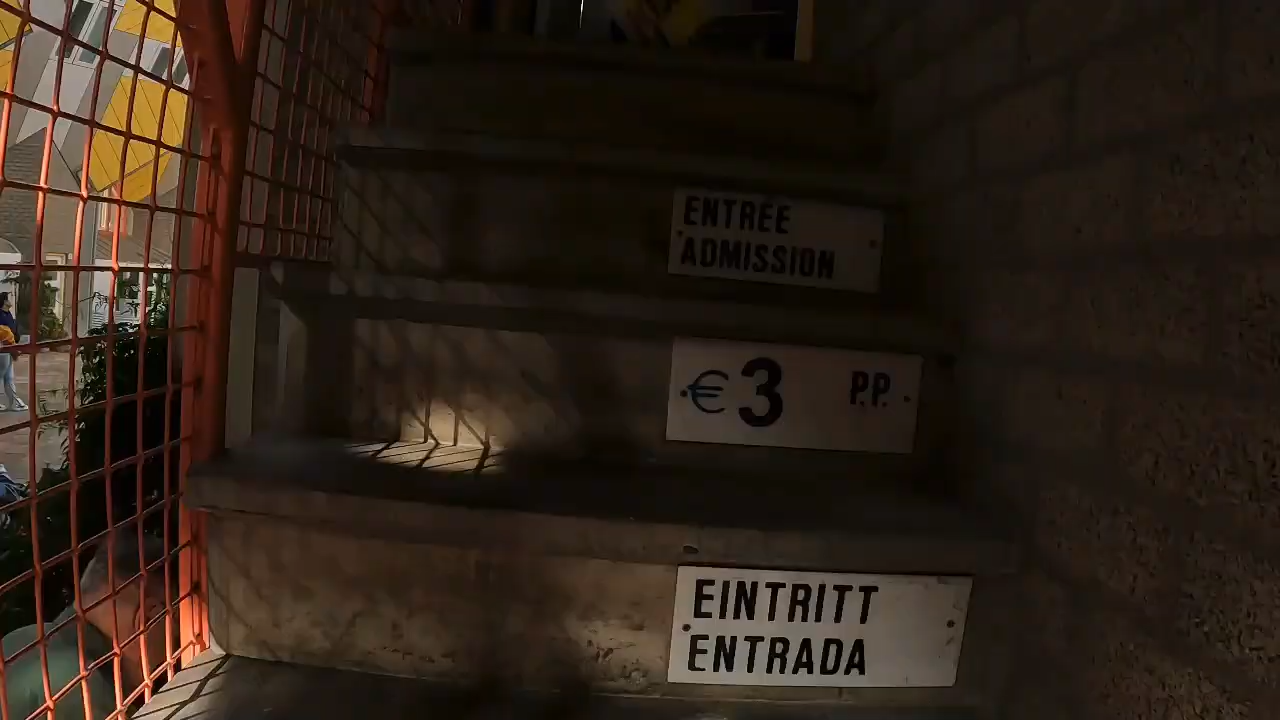 ENTREE
ADMISSION
€3 P.P.
EINTRITT
ENTRADA